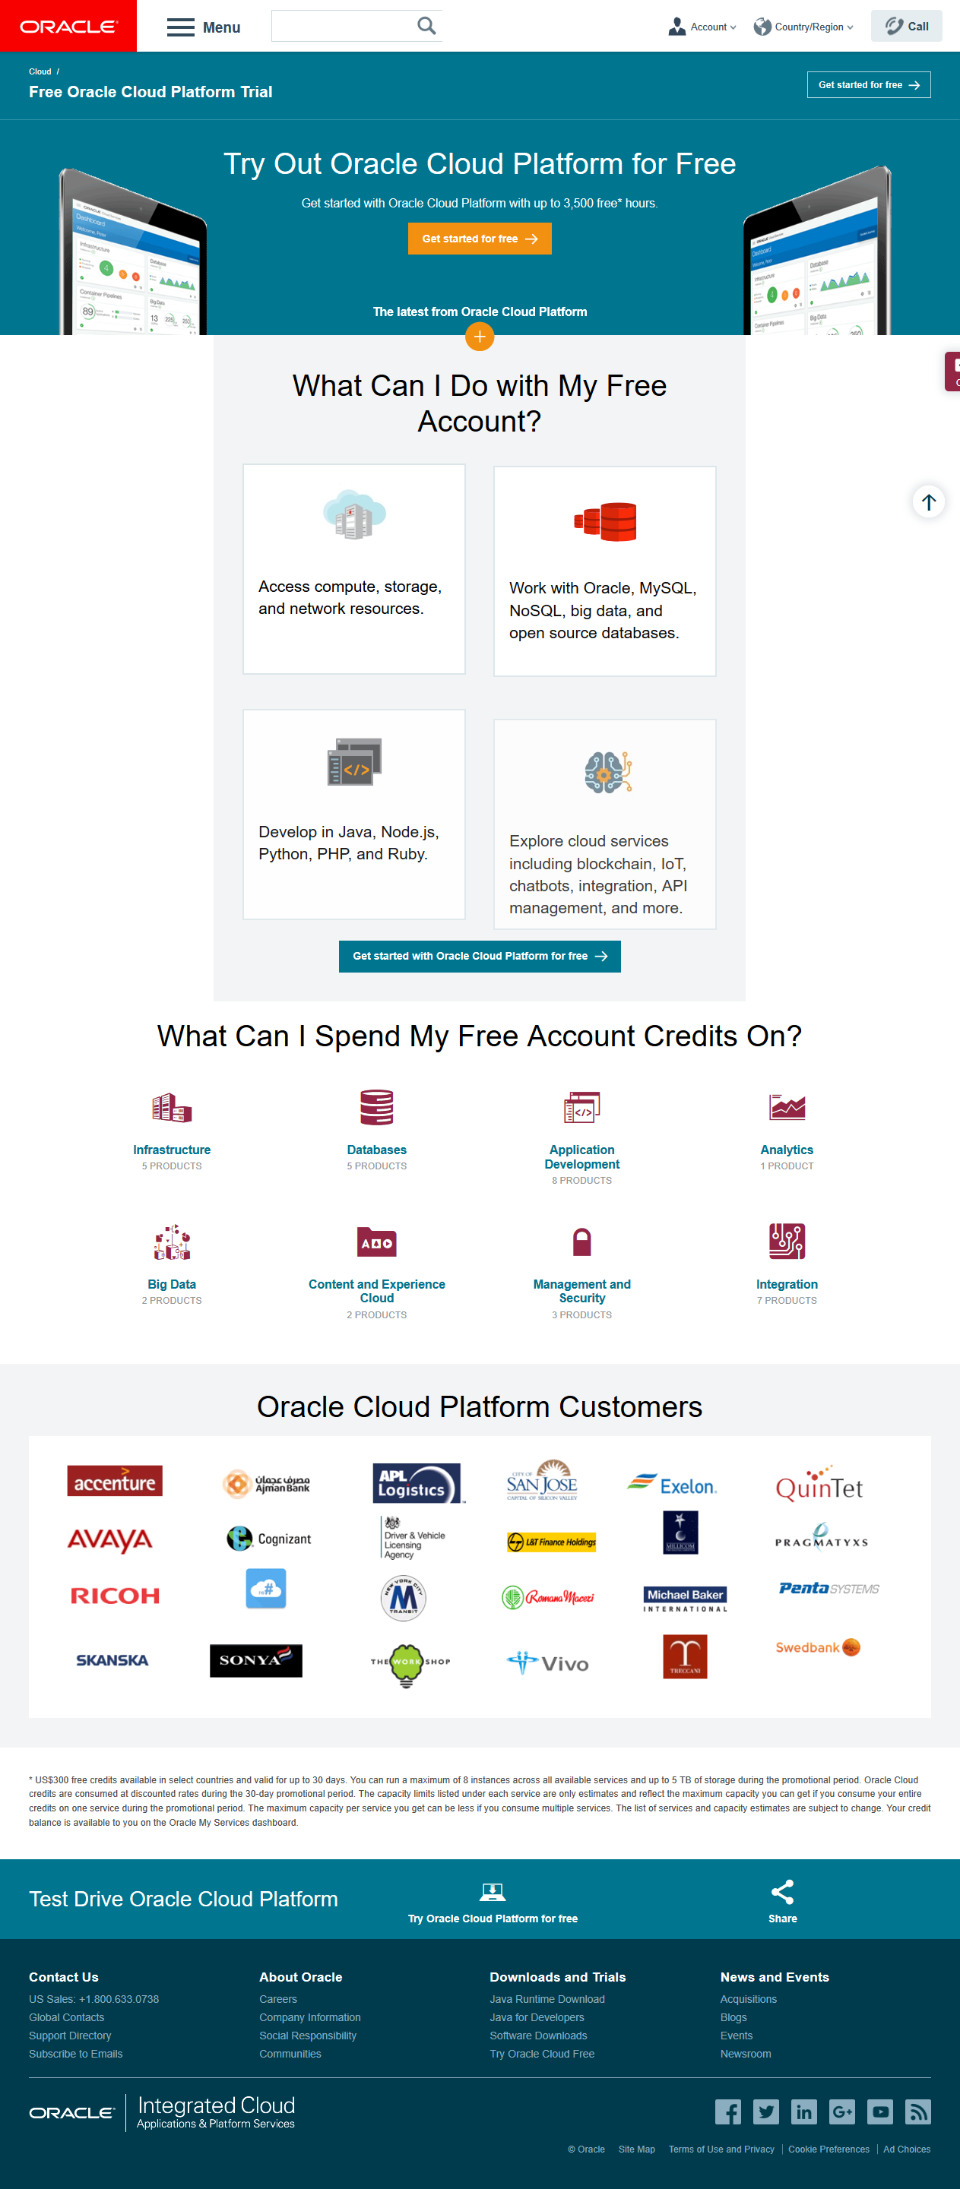 ORACLE
Menu
Account
Country/Region
Call
Cloud /
Free Oracle Cloud Platform Trial
Get started for free
Try Out Oracle Cloud Platform for Free
Get started with Oracle Cloud Platform with up to 3,500 free* hours.
Get started for free
The latest from Oracle Cloud Platform
What Can I Do with My Free
Account?
Access compute, storage,
and network resources.
Work with Oracle, MySQL,
NoSQL, big data, and
open source databases.
Develop in Java, Node.js,
Python, PHP, and Ruby.
Explore cloud services
including blockchain, IoT,
chatbots, integration, API
management, and more.
Get started with Oracle Cloud Platform for free
What Can I Spend My Free Account Credits On?
Infrastructure
5 PRODUCTS
Databases
5 PRODUCTS
Application
Development
8 PRODUCTS
Analytics
1 PRODUCT
Big Data
2 PRODUCTS
Content and Experience
Cloud
2 PRODUCTS
Management and
Security
3 PRODUCTS
Integration
7 PRODUCTS
Oracle Cloud Platform Customers
accenture
مصرف عجمان
Ajman Bank
APL
Logistics
CITY OF
SAN JOSE
CAPITAL OF SILICON VALLEY
Exelon
QuinTet
AVAYA
Cognizant
Driver & Vehicle
Licensing
Agency
L&T Finance Holdings
MILLICOM
PRAGMATYXS
RICOH
#
NEW YORK CITY
M
TRANSIT
Romana Macezi
Michael Baker
INTERNATIONAL
Penta SYSTEMS
SKANSKA
SONYA
THE WORK SHOP
Vivo
TRECCANI
Swedbank
* US$300 free credits available in select countries and valid for up to 30 days. You can run a maximum of 8 instances across all available services and up to 5 TB of storage during the promotional period. Oracle Cloud
credits are consumed at discounted rates during the 30-day promotional period. The capacity limits listed under each service are only estimates and reflect the maximum capacity you can get if you consume your entire
credits on one service during the promotional period. The maximum capacity per service you get can be less if you consume multiple services. The list of services and capacity estimates are subject to change. Your credit
balance is available to you on the Oracle My Services dashboard.
Test Drive Oracle Cloud Platform
Try Oracle Cloud Platform for free
Share
Contact Us
US Sales: +1.800.633.0738
Global Contacts
Support Directory
Subscribe to Emails
About Oracle
Careers
Company Information
Social Responsibility
Communities
Downloads and Trials
Java Runtime Download
Java for Developers
Software Downloads
Try Oracle Cloud Free
News and Events
Acquisitions
Blogs
Events
Newsroom
ORACLE
Integrated Cloud
Applications & Platform Services
© Oracle
Site Map
Terms of Use and Privacy
Cookie Preferences
Ad Choices